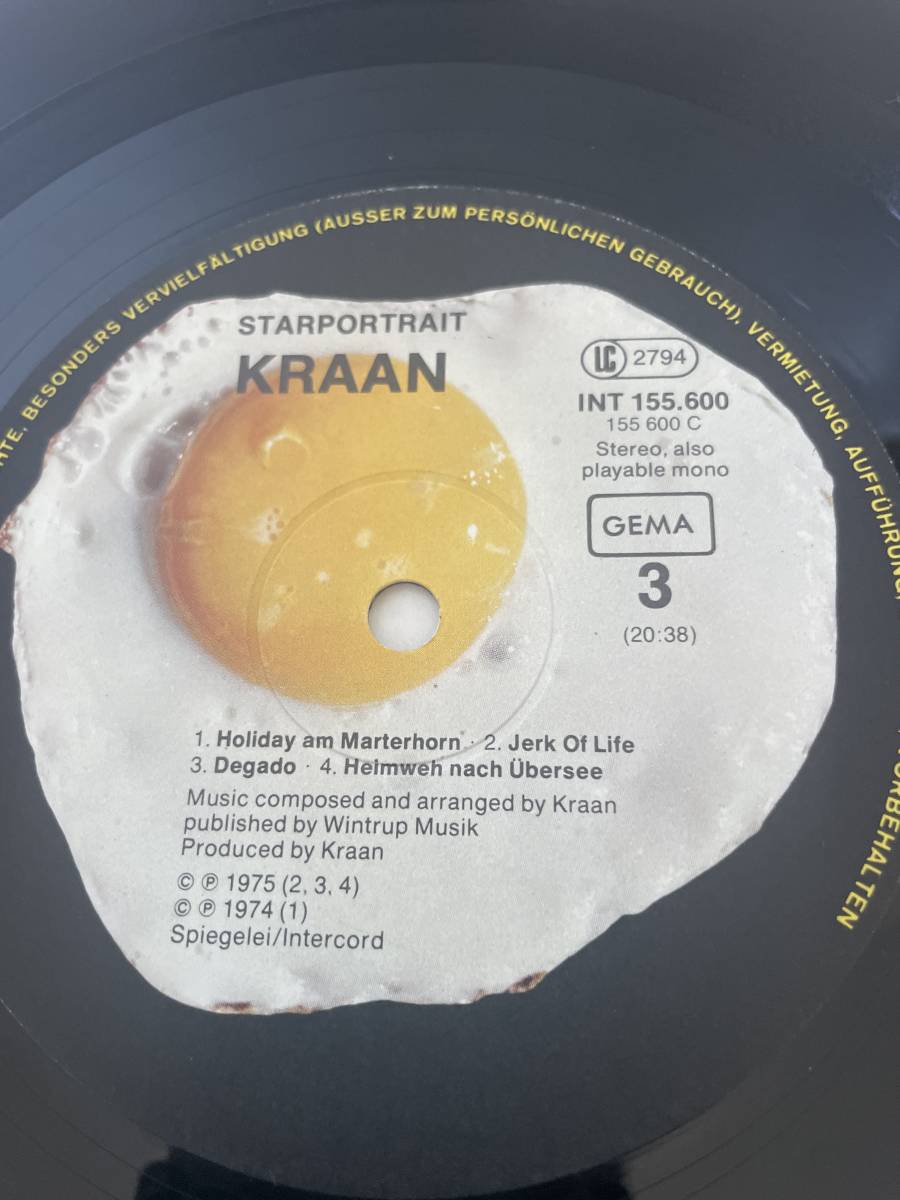 BESONDERS VERVIELFÄLTIGUNG (AUSSER ZUM PERSÖNLICHEN GEBRAUCH), VERMIETUNG, AUFFÜHRUNG,
VORBEHALTEN
STARPORTRAIT
KRAAN
LC 2794
INT 155.600
155 600 C
Stereo, also
playable mono
GEMA
3
(20:38)
1. Holiday am Marterhorn · 2. Jerk Of Life
3. Degado · 4. Heimweh nach Übersee
Music composed and arranged by Kraan
published by Wintrup Musik
Produced by Kraan
© ℗ 1975 (2, 3, 4)
© ℗ 1974 (1)
Spiegelei/Intercord